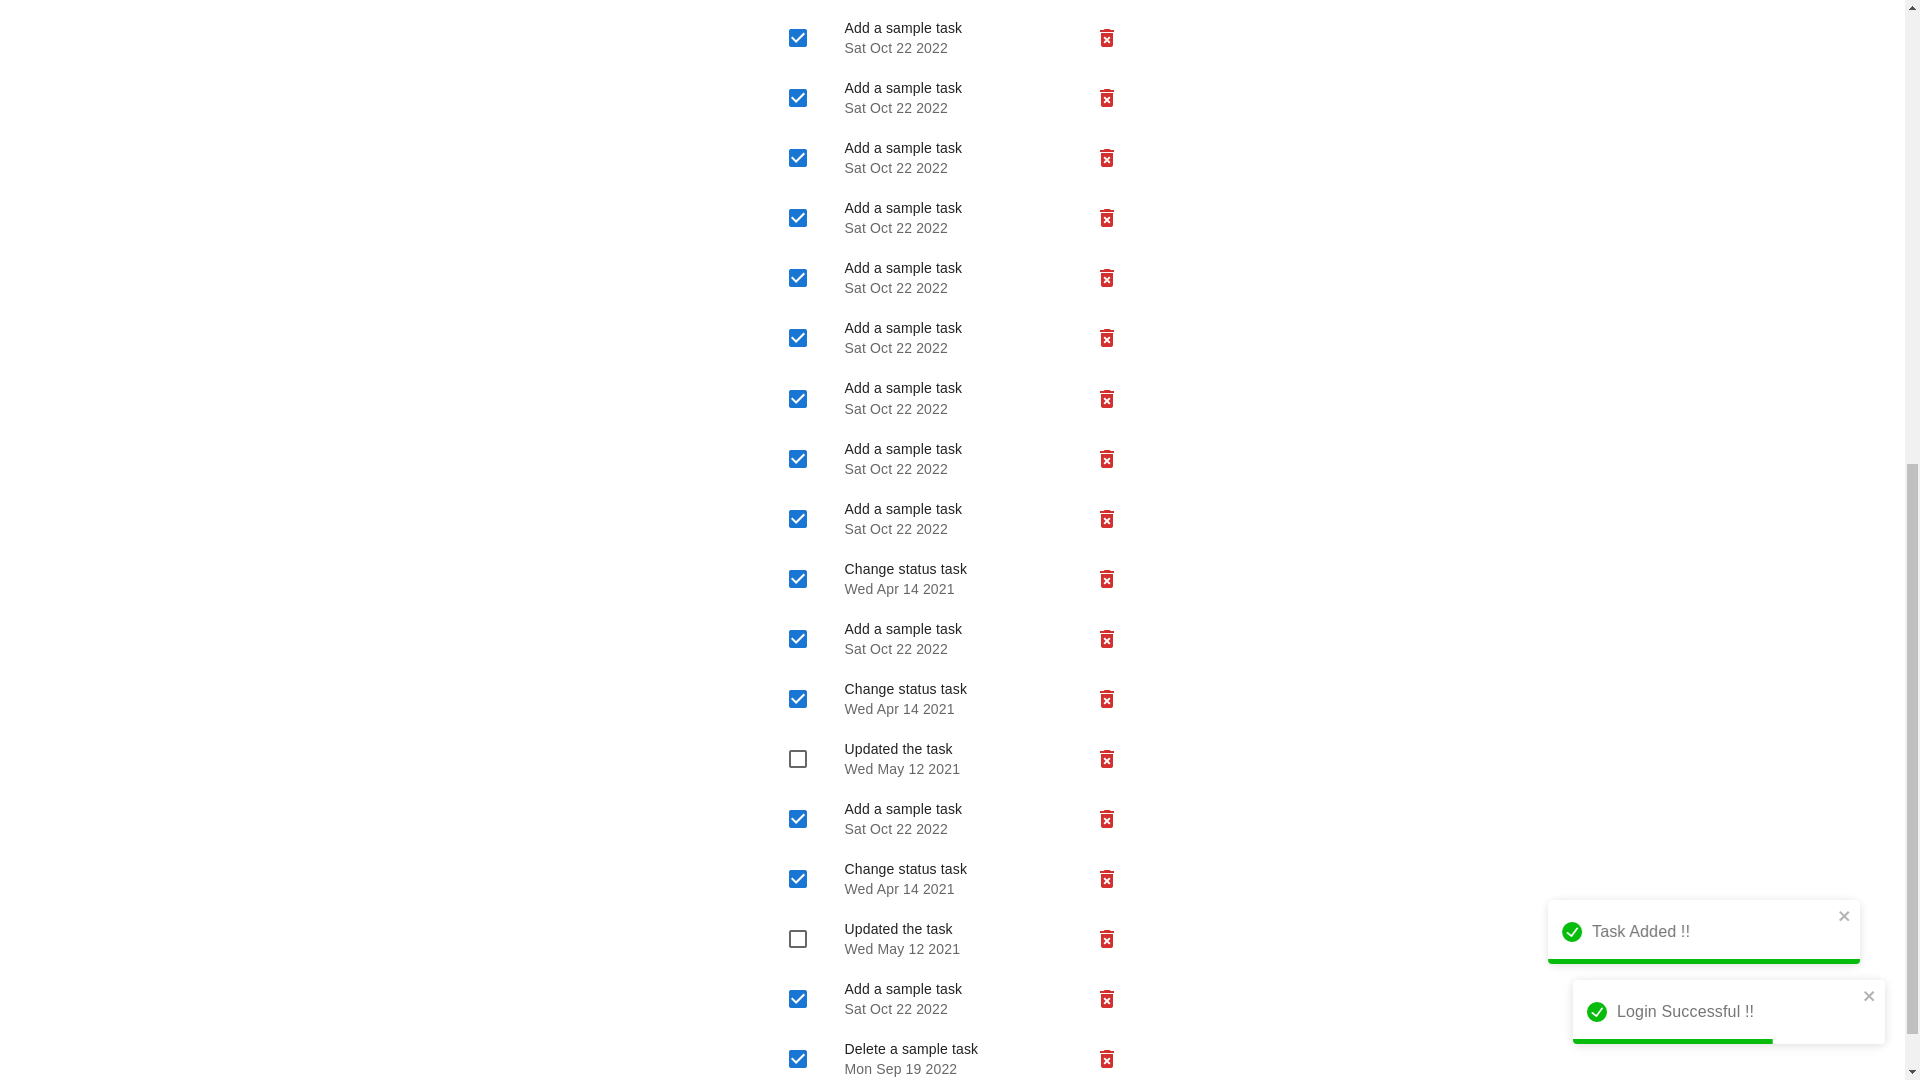 Add a sample task
Sat Oct 22 2022
Add a sample task
Sat Oct 22 2022
Add a sample task
Sat Oct 22 2022
Add a sample task
Sat Oct 22 2022
Add a sample task
Sat Oct 22 2022
Add a sample task
Sat Oct 22 2022
Add a sample task
Sat Oct 22 2022
Add a sample task
Sat Oct 22 2022
Add a sample task
Sat Oct 22 2022
Change status task
Wed Apr 14 2021
Add a sample task
Sat Oct 22 2022
Change status task
Wed Apr 14 2021
Updated the task
Wed May 12 2021
Add a sample task
Sat Oct 22 2022
Change status task
Wed Apr 14 2021
Updated the task
Wed May 12 2021
Add a sample task
Sat Oct 22 2022
Delete a sample task
Mon Sep 19 2022
Task Added !!
Login Successful !!